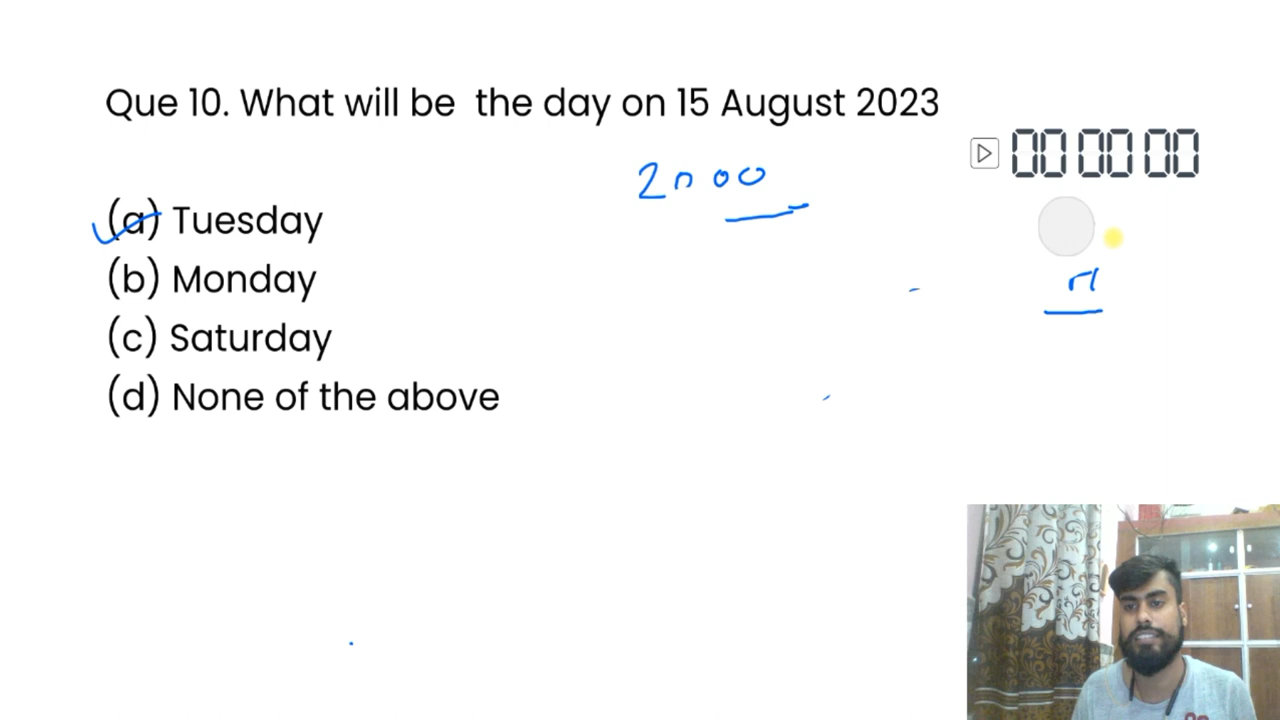 Que 10. What will be the day on 15 August 2023
00 00 00
2000
(a) Tuesday
(b) Monday
(c) Saturday
(d) None of the above